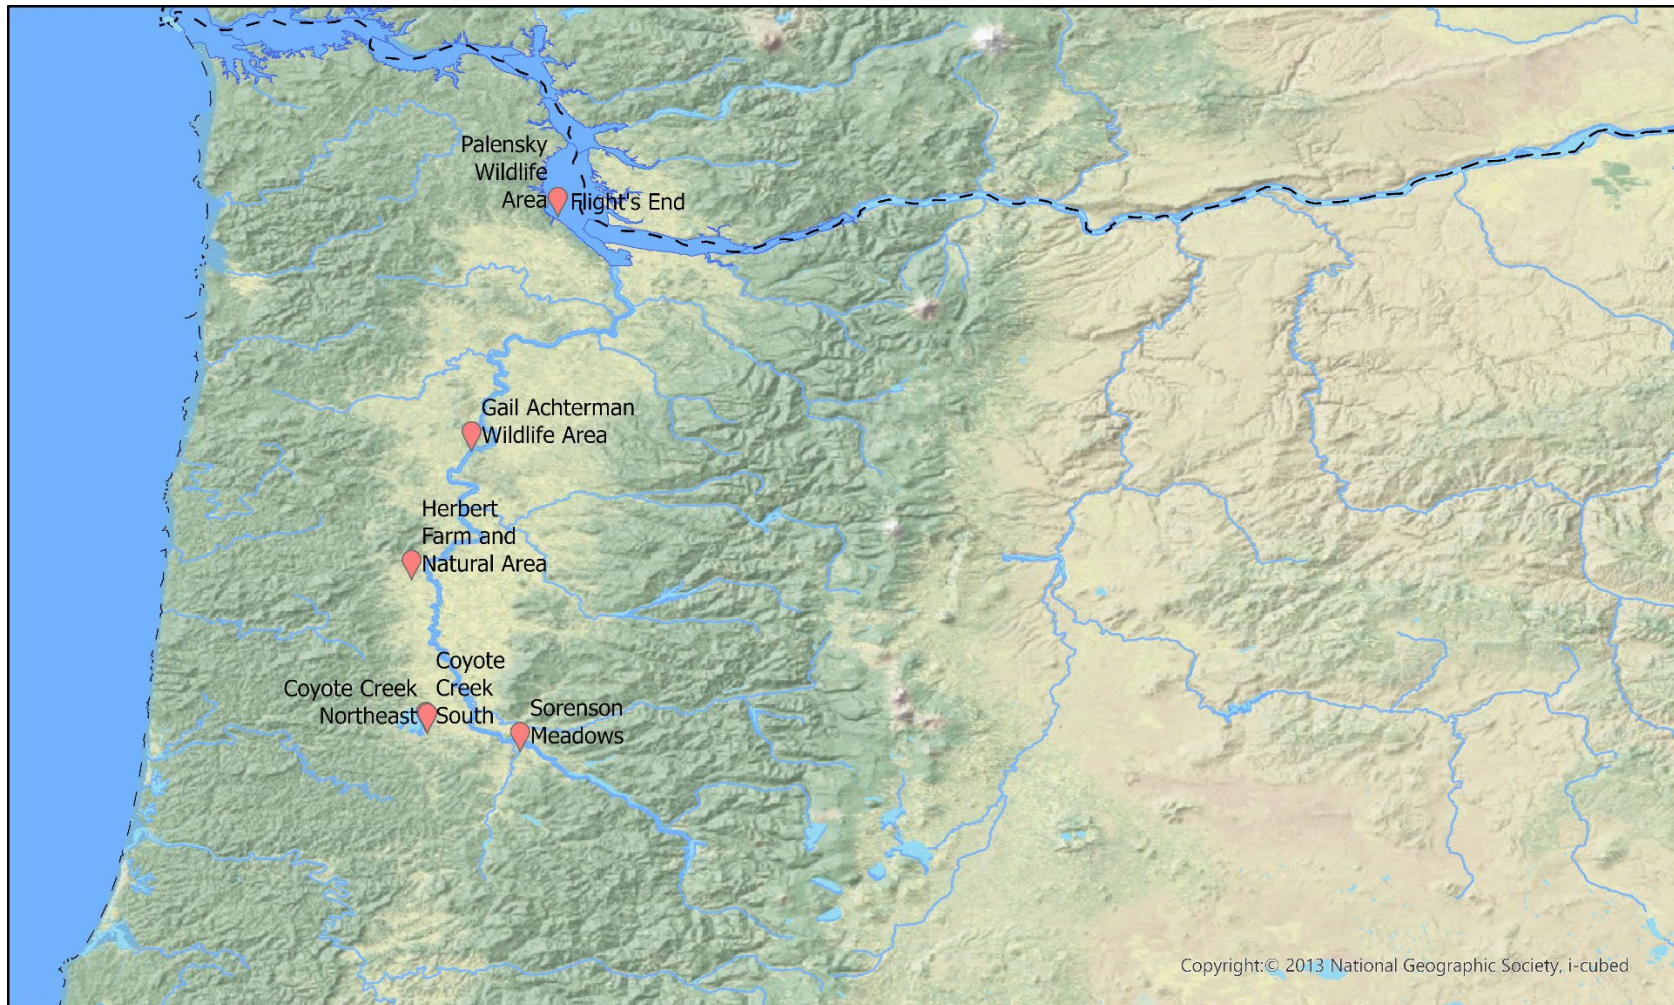 Palensky
Wildlife
Area
Flight's End
Gail Achterman
Wildlife Area
Herbert
Farm and
Natural Area
Coyote Creek
Northeast
Coyote
Creek
South
Sorenson
Meadows
Copyright:© 2013 National Geographic Society, i-cubed